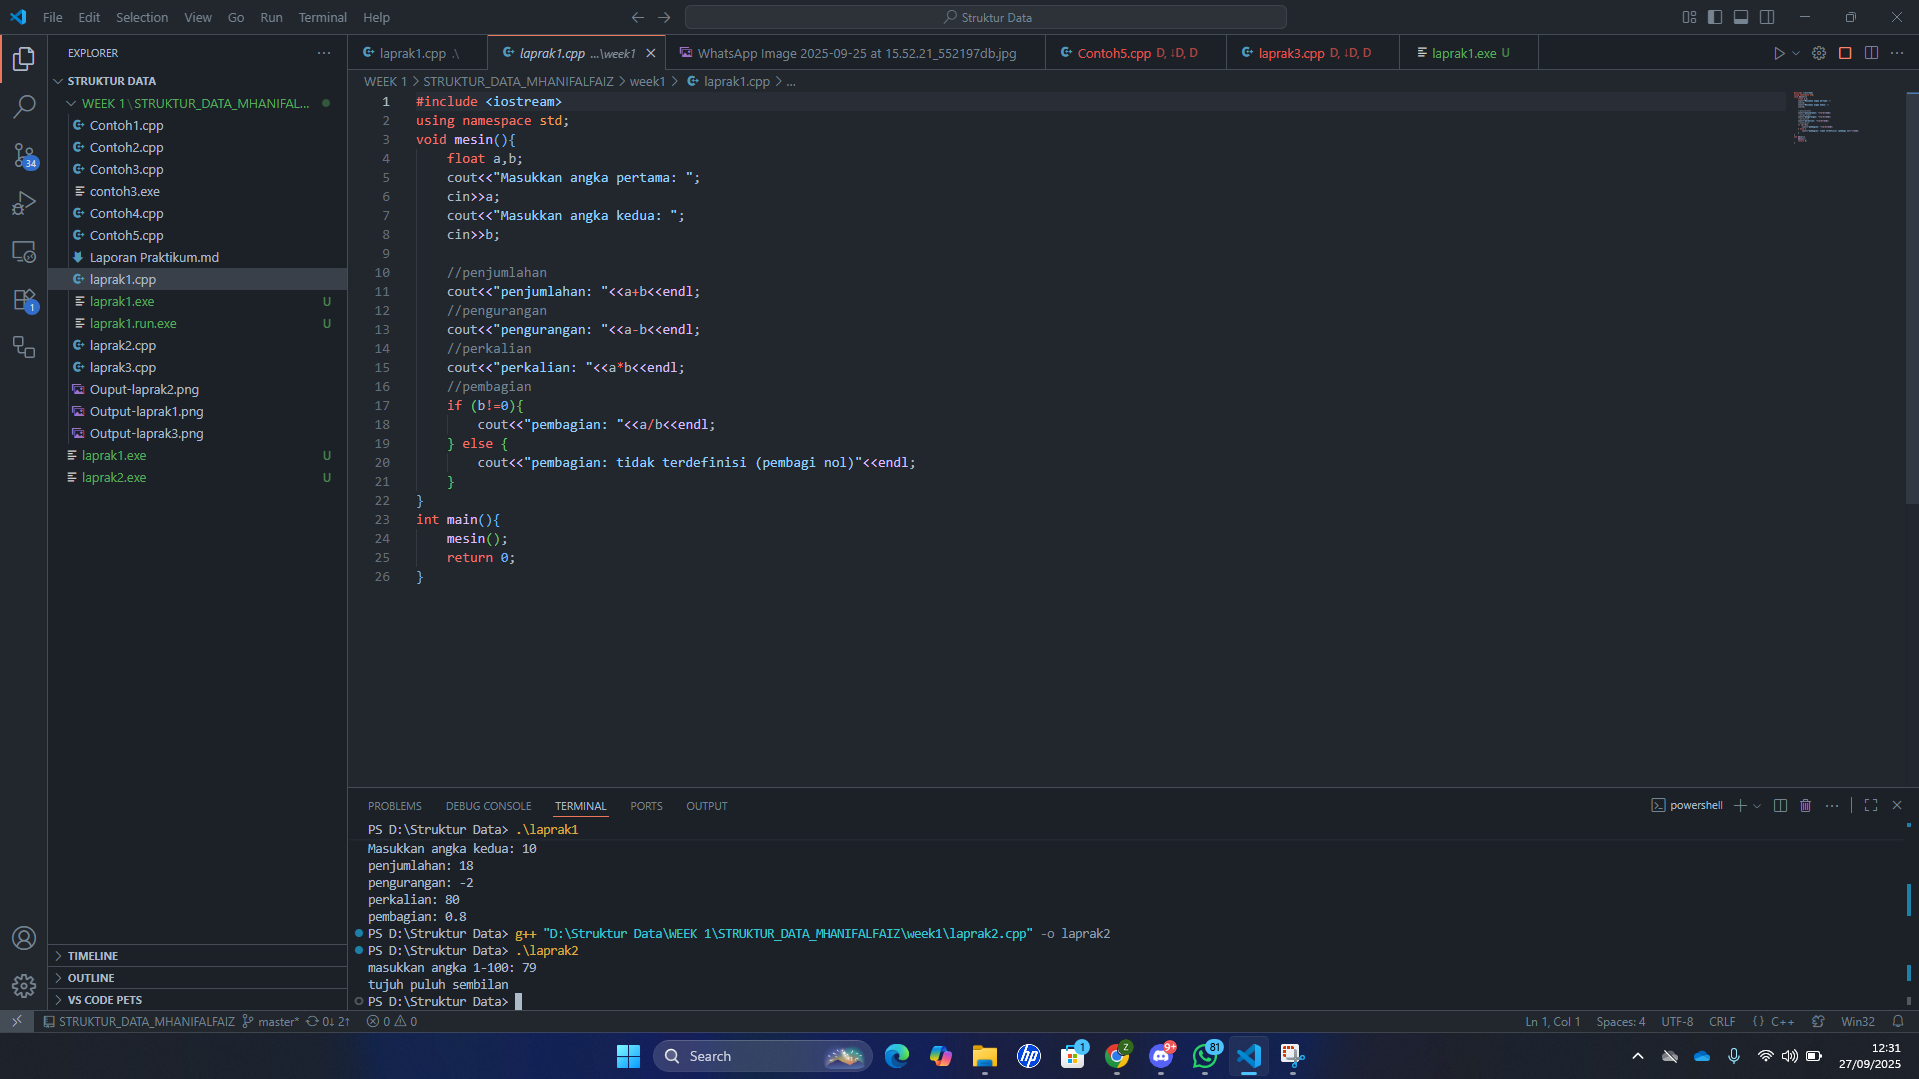 File Edit Selection View Go Run Terminal Help
Struktur Data
EXPLORER
STRUKTUR DATA
WEEK 1\STRUKTUR_DATA_MHANIFAL...
Contoh1.cpp
Contoh2.cpp
Contoh3.cpp
contoh3.exe
Contoh4.cpp
Contoh5.cpp
Laporan Praktikum.md
laprak1.cpp
laprak1.exe U
laprak1.run.exe U
laprak2.cpp
laprak3.cpp
Ouput-laprak2.png
Output-laprak1.png
Output-laprak3.png
laprak1.exe U
laprak2.exe U
34
1
TIMELINE
OUTLINE
VS CODE PETS
laprak1.cpp .\
laprak1.cpp ...\week1
WhatsApp Image 2025-09-25 at 15.52.21_552197db.jpg
Contoh5.cpp D, ↓D, D
laprak3.cpp D, ↓D, D
laprak1.exe U
WEEK 1 > STRUKTUR_DATA_MHANIFALFAIZ > week1 > laprak1.cpp > ...
1 #include <iostream>
2 using namespace std;
3 void mesin(){
4 float a,b;
5 cout<<"Masukkan angka pertama: ";
6 cin>>a;
7 cout<<"Masukkan angka kedua: ";
8 cin>>b;
9
10 //penjumlahan
11 cout<<"penjumlahan: "<<a+b<<endl;
12 //pengurangan
13 cout<<"pengurangan: "<<a-b<<endl;
14 //perkalian
15 cout<<"perkalian: "<<a*b<<endl;
16 //pembagian
17 if (b!=0){
18 cout<<"pembagian: "<<a/b<<endl;
19 } else {
20 cout<<"pembagian: tidak terdefinisi (pembagi nol)"<<endl;
21 }
22 }
23 int main(){
24 mesin();
25 return 0;
26 }
PROBLEMS DEBUG CONSOLE TERMINAL PORTS OUTPUT
powershell
PS D:\Struktur Data> .\laprak1
Masukkan angka kedua: 10
penjumlahan: 18
pengurangan: -2
perkalian: 80
pembagian: 0.8
PS D:\Struktur Data> g++ "D:\Struktur Data\WEEK 1\STRUKTUR_DATA_MHANIFALFAIZ\week1\laprak2.cpp" -o laprak2
PS D:\Struktur Data> .\laprak2
masukkan angka 1-100: 79
tujuh puluh sembilan
PS D:\Struktur Data>
STRUKTUR_DATA_MHANIFALFAIZ master* 0↓ 2↑ 0 0
Ln 1, Col 1 Spaces: 4 UTF-8 CRLF {} C++ Win32
Search
hp
1
Z
9+
81
12:31
27/09/2025